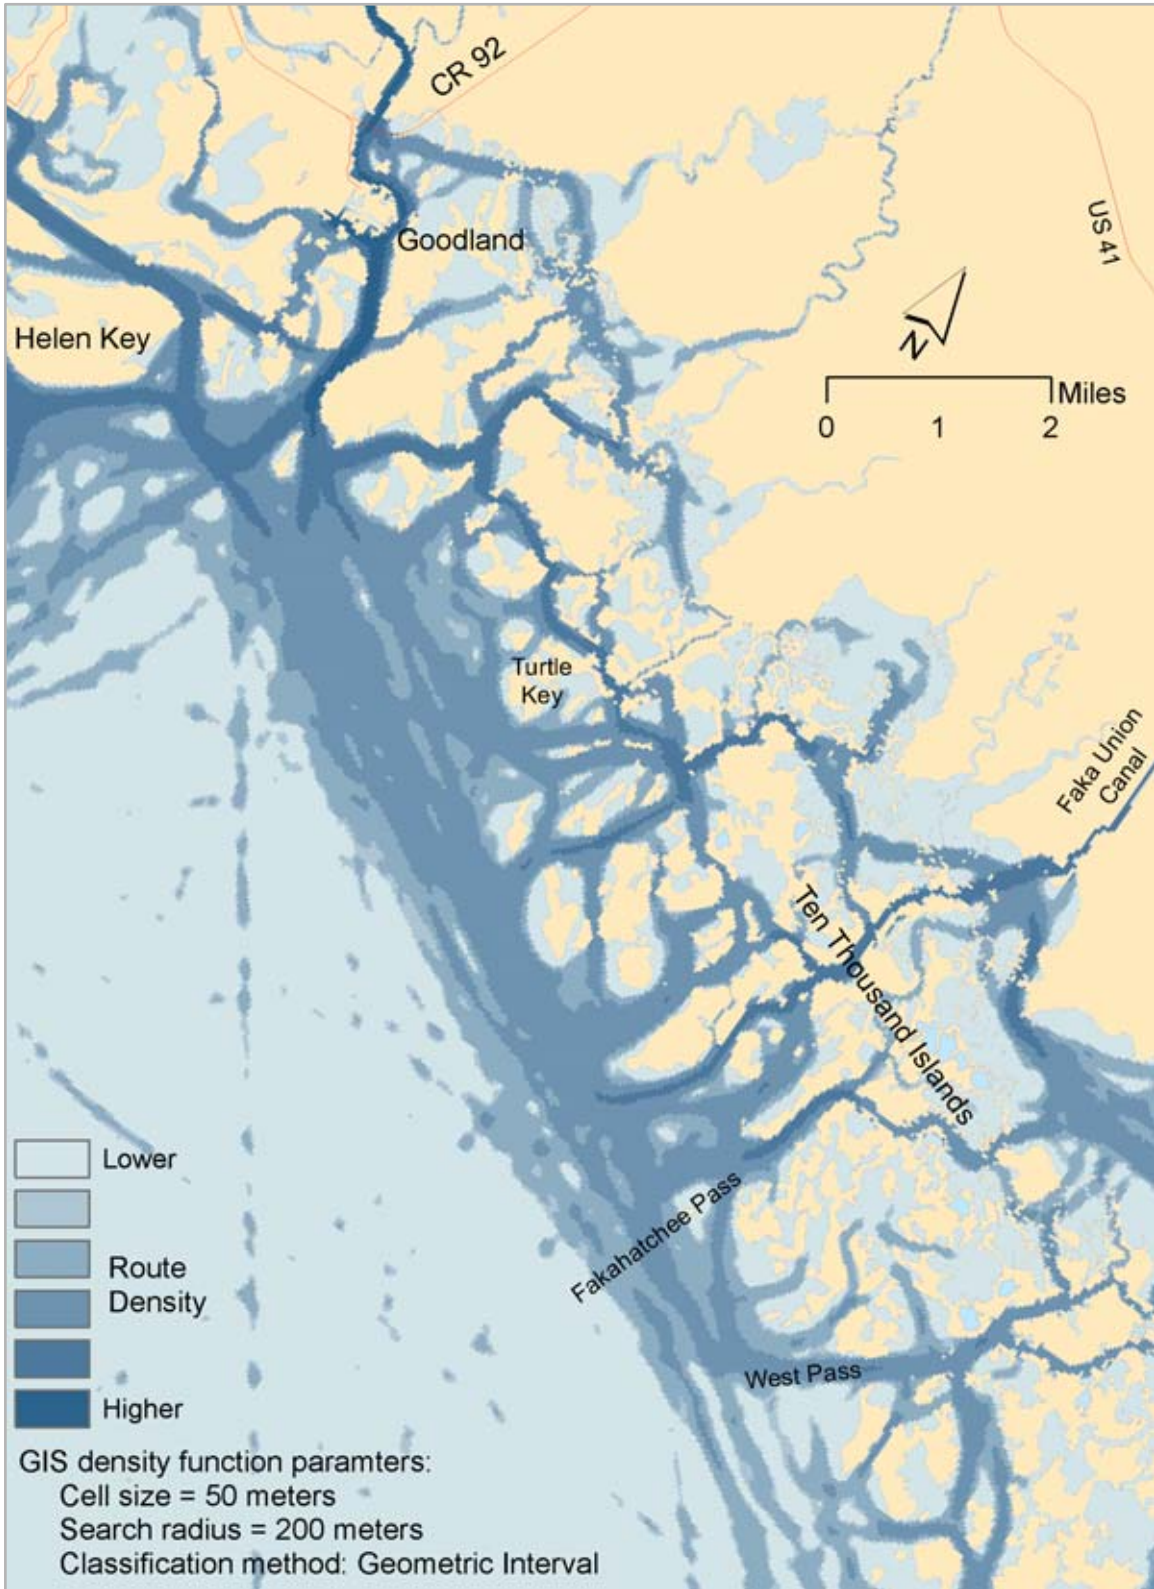 CR 92
US 41
Goodland
Helen Key
N
Miles
0 1 2
Turtle
Key
Faka Union
Canal
Ten Thousand Islands
Fakahatchee Pass
West Pass
Lower
Route
Density
Higher
GIS density function paramters:
Cell size = 50 meters
Search radius = 200 meters
Classification method: Geometric Interval